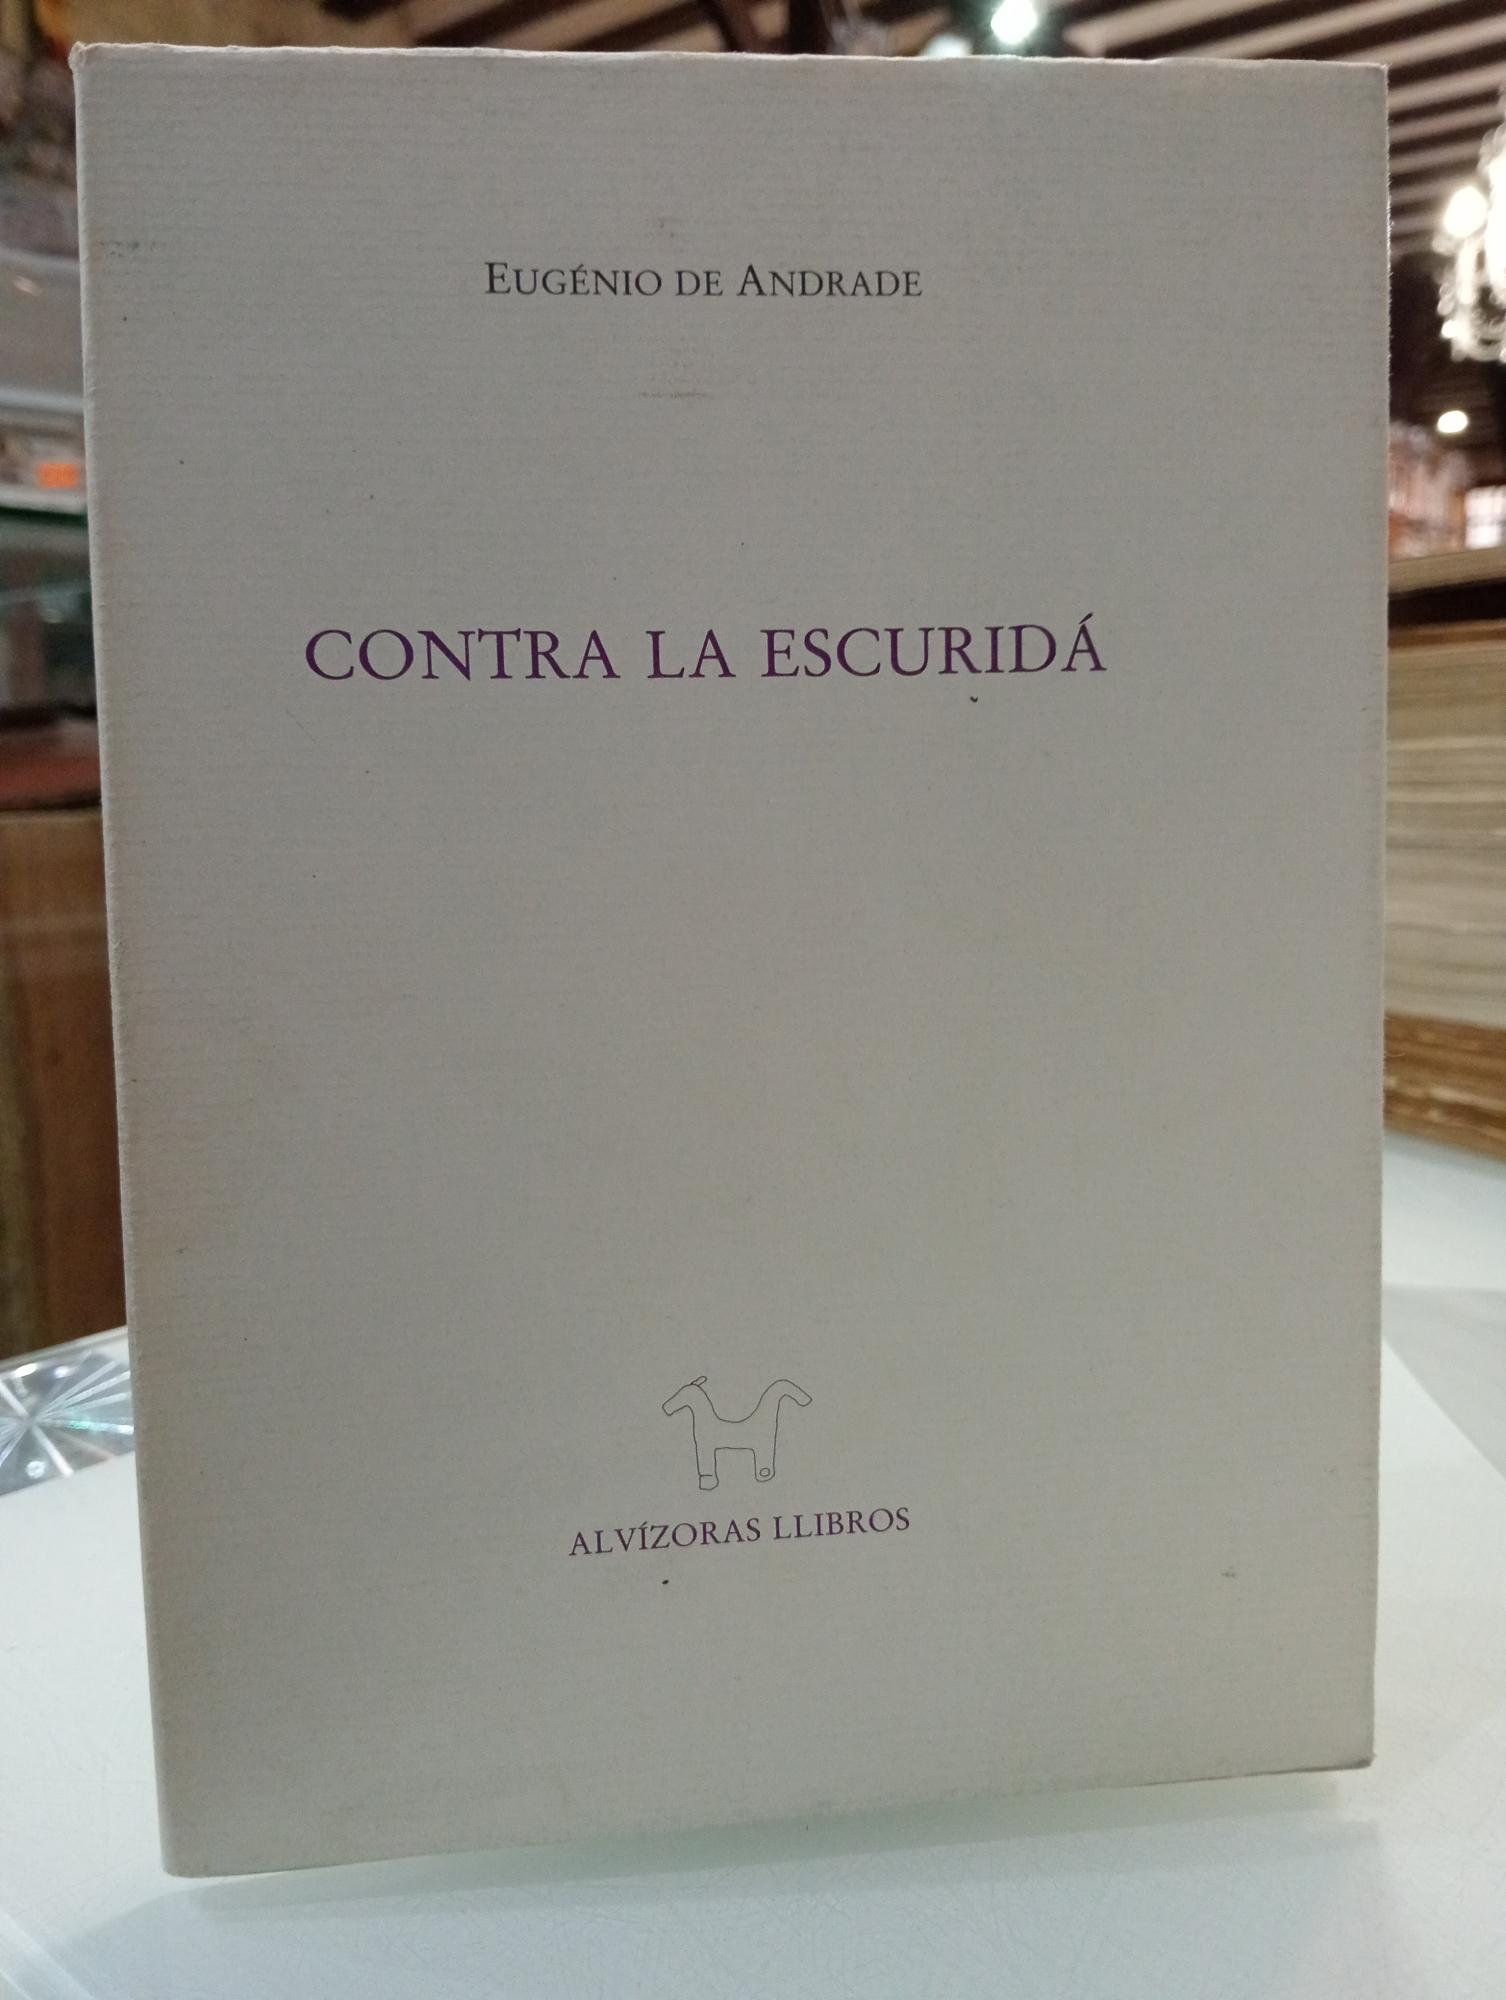 EUGÉNIO DE ANDRADE
CONTRA LA ESCURIDÁ
ALVÍZORAS LLIBROS